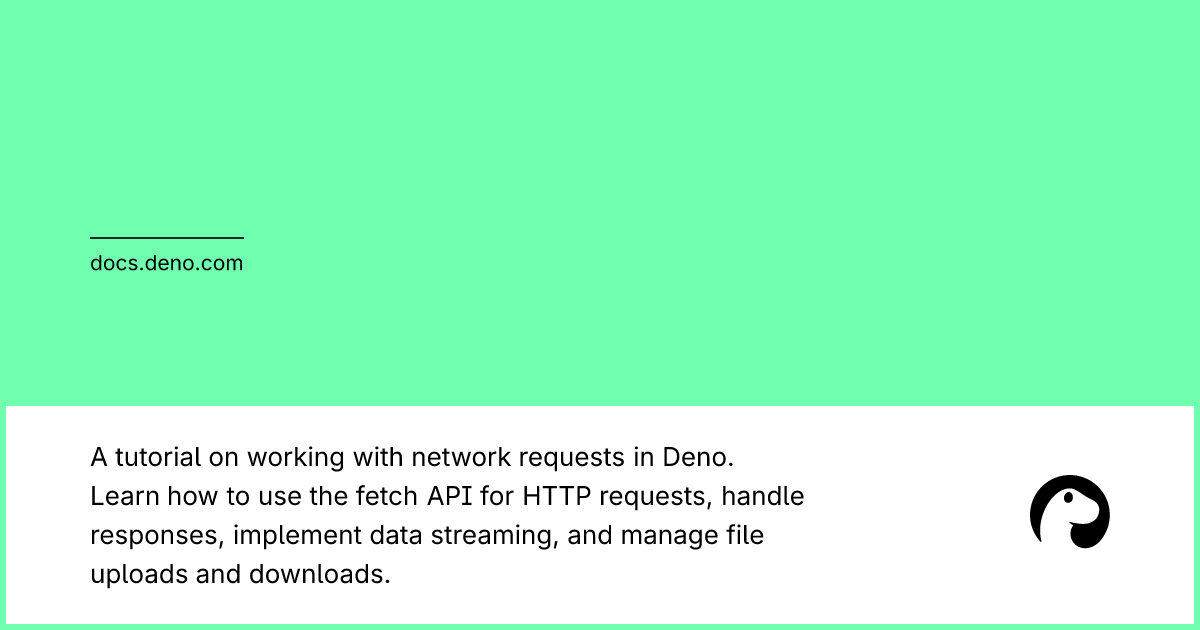 docs.deno.com
A tutorial on working with network requests in Deno.
Learn how to use the fetch API for HTTP requests, handle
responses, implement data streaming, and manage file
uploads and downloads.